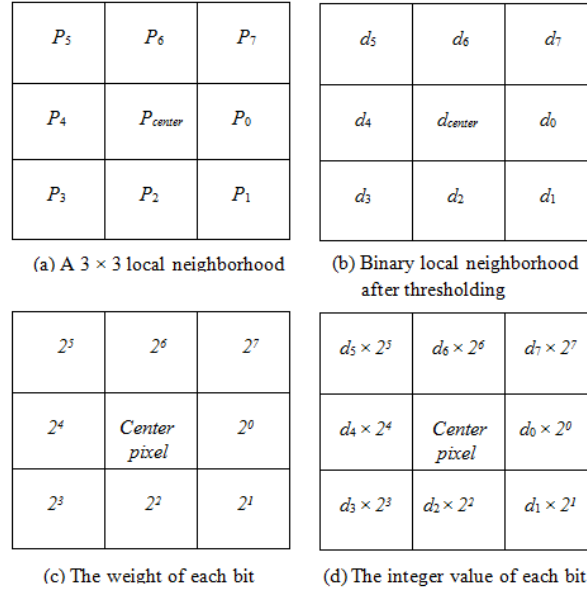 P5 P6 P7
P4 Pcenter P0
P3 P2 P1
(a) A 3 × 3 local neighborhood
d5 d6 d7
d4 dcenter d0
d3 d2 d1
(b) Binary local neighborhood
after thresholding
2^5 2^6 2^7
2^4 Center
pixel 2^0
2^3 2^2 2^1
(c) The weight of each bit
d5 × 2^5 d6 × 2^6 d7 × 2^7
d4 × 2^4 Center
pixel d0 × 2^0
d3 × 2^3 d2 × 2^2 d1 × 2^1
(d) The integer value of each bit